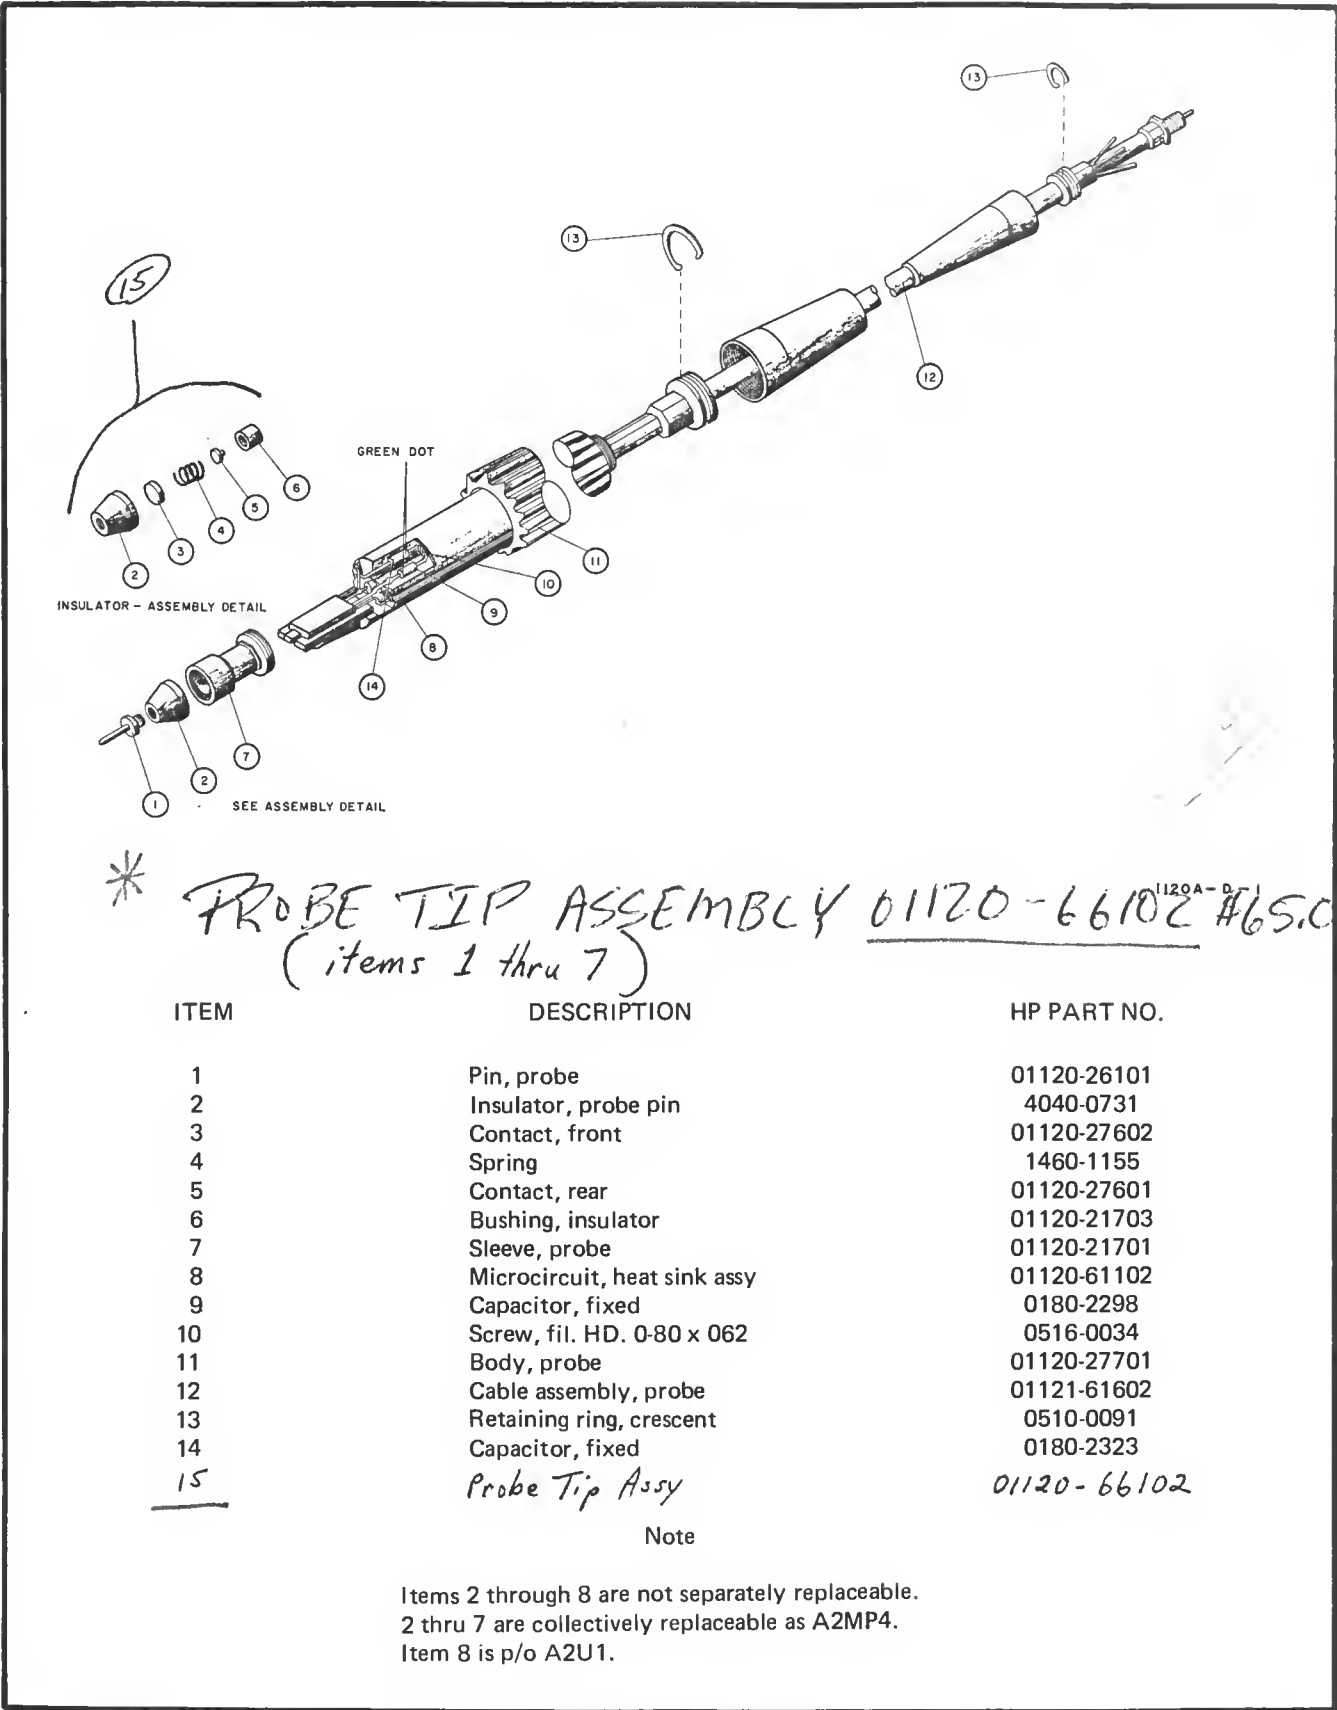 13
13
15
12
GREEN DOT
6
5
4
3
2
11
10
9
8
14
INSULATOR - ASSEMBLY DETAIL
7
2
1
SEE ASSEMBLY DETAIL
* PROBE TIP ASSEMBLY 01120-66102
(items 1 thru 7)
ITEM DESCRIPTION HP PART NO.
1 Pin, probe 01120-26101
2 Insulator, probe pin 4040-0731
3 Contact, front 01120-27602
4 Spring 1460-1155
5 Contact, rear 01120-27601
6 Bushing, insulator 01120-21703
7 Sleeve, probe 01120-21701
8 Microcircuit, heat sink assy 01120-61102
9 Capacitor, fixed 0180-2298
10 Screw, fil. HD. 0-80 x 062 0516-0034
11 Body, probe 01120-27701
12 Cable assembly, probe 01121-61602
13 Retaining ring, crescent 0510-0091
14 Capacitor, fixed 0180-2323
15 Probe Tip Assy 01120-66102
Note
Items 2 through 8 are not separately replaceable.
2 thru 7 are collectively replaceable as A2MP4.
Item 8 is p/o A2U1.